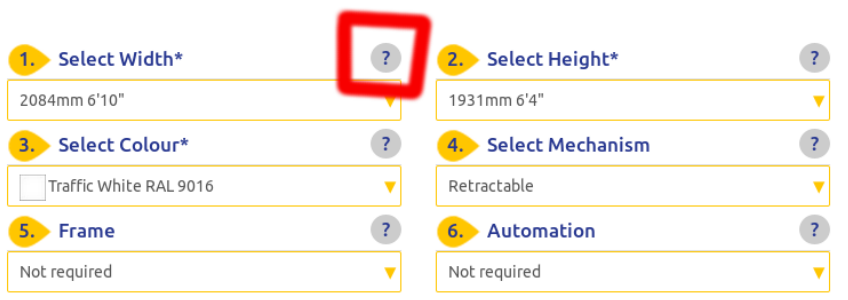 1. Select Width* ?
2. Select Height* ?
2084mm 6'10"
1931mm 6'4"
3. Select Colour* ?
4. Select Mechanism ?
Traffic White RAL 9016
Retractable
5. Frame ?
6. Automation ?
Not required
Not required